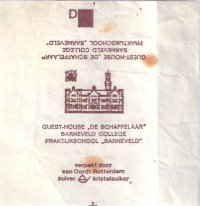 D
GUEST-HOUSE „DE SCHAFFELAAR"
BARNEVELD COLLEGE
PRAKTIJKSCHOOL „BARNEVELD"
GUEST-HOUSE „DE SCHAFFELAAR"
BARNEVELD COLLEGE
PRAKTIJKSCHOOL „BARNEVELD"
verpakt door
van Oordt-Rotterdam
zuiver kristalsuiker